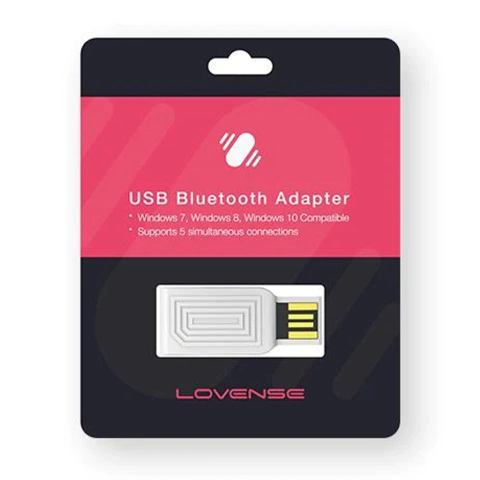 USB Bluetooth Adapter
* Windows 7, Windows 8, Windows 10 Compatible
* Supports 5 simultaneous connections
LOVENSE